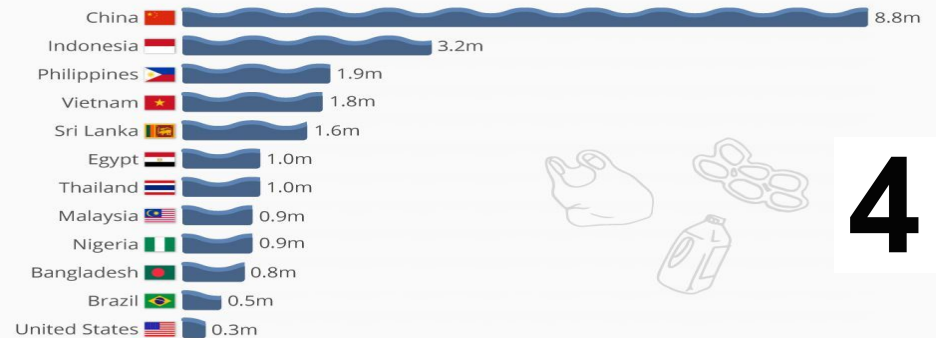 China 8.8m
Indonesia 3.2m
Philippines 1.9m
Vietnam 1.8m
Sri Lanka 1.6m
Egypt 1.0m
Thailand 1.0m
Malaysia 0.9m
Nigeria 0.9m
Bangladesh 0.8m
Brazil 0.5m
United States 0.3m
4